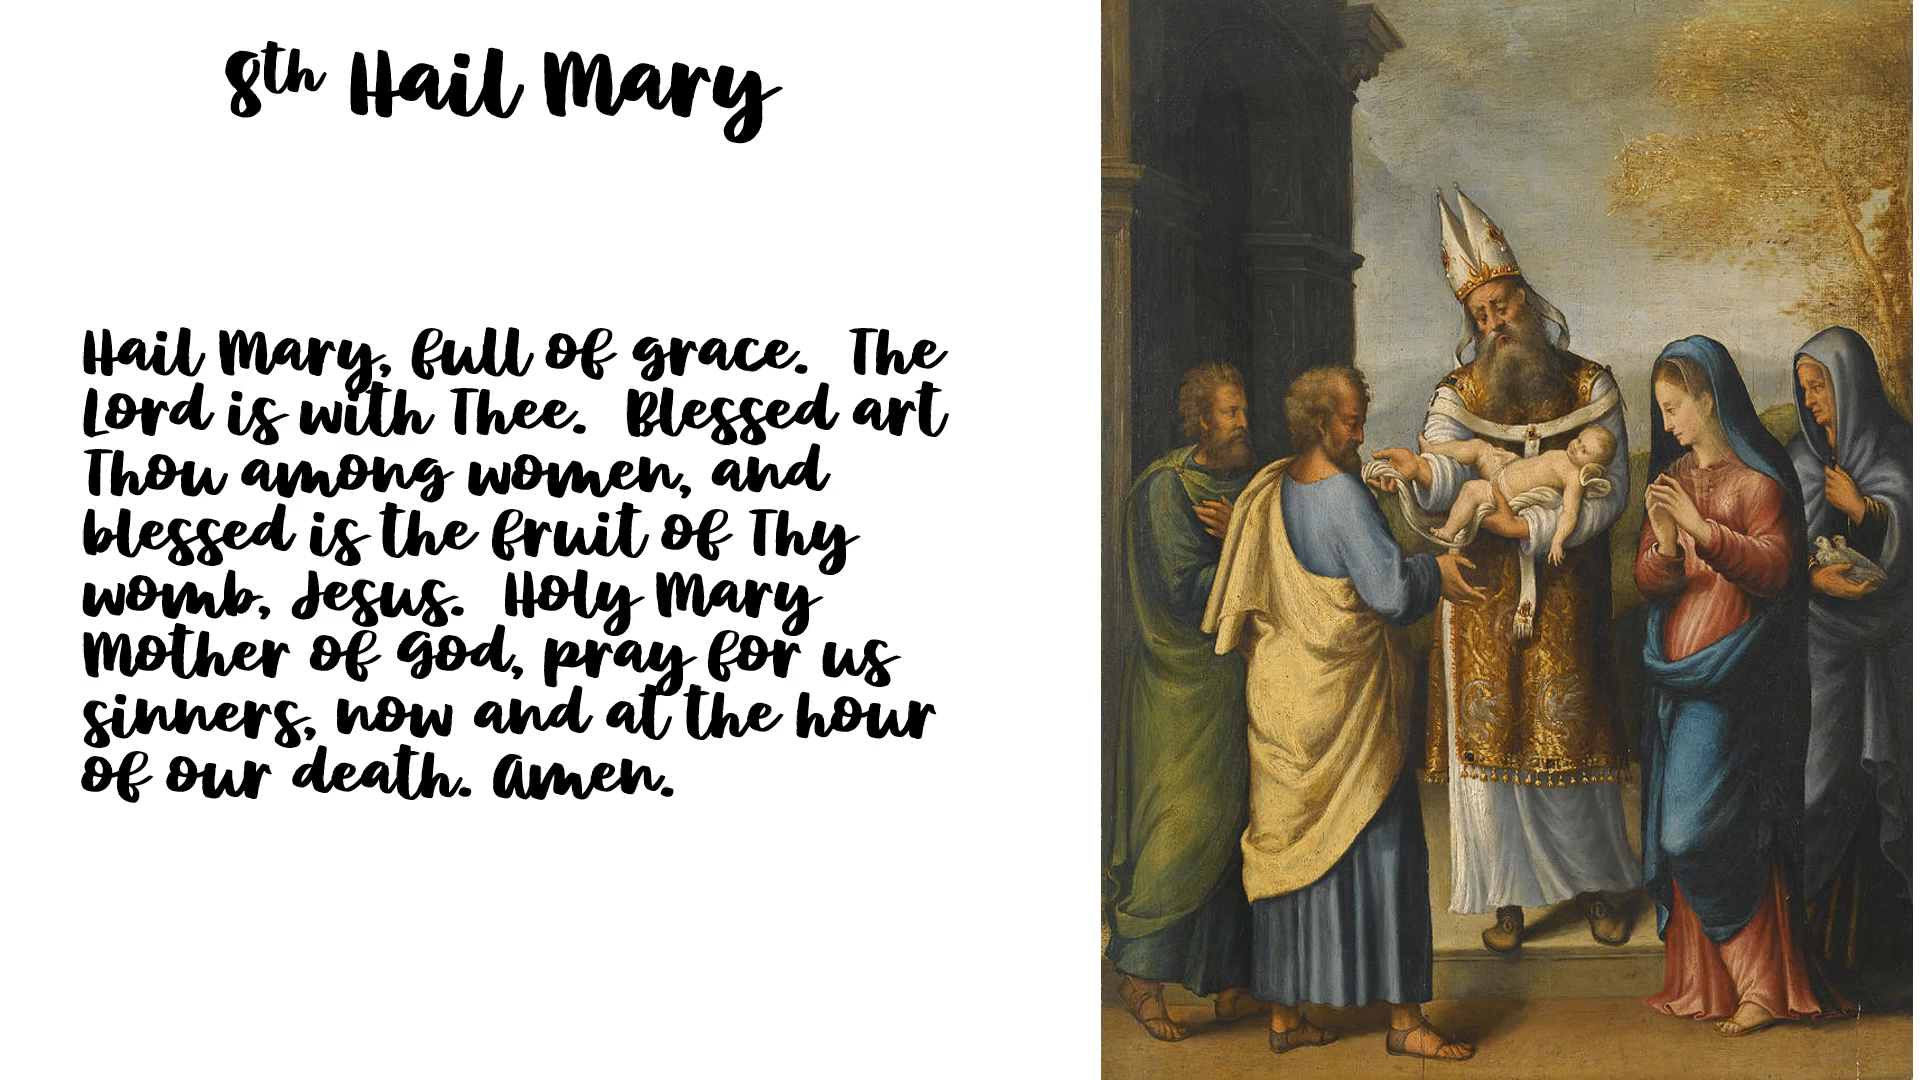 8th Hail Mary
Hail Mary, full of grace.  The
Lord is with Thee.  Blessed art
Thou among women, and
blessed is the fruit of Thy
womb, Jesus.  Holy Mary
Mother of God, pray for us
sinners, now and at the hour
of our death. Amen.